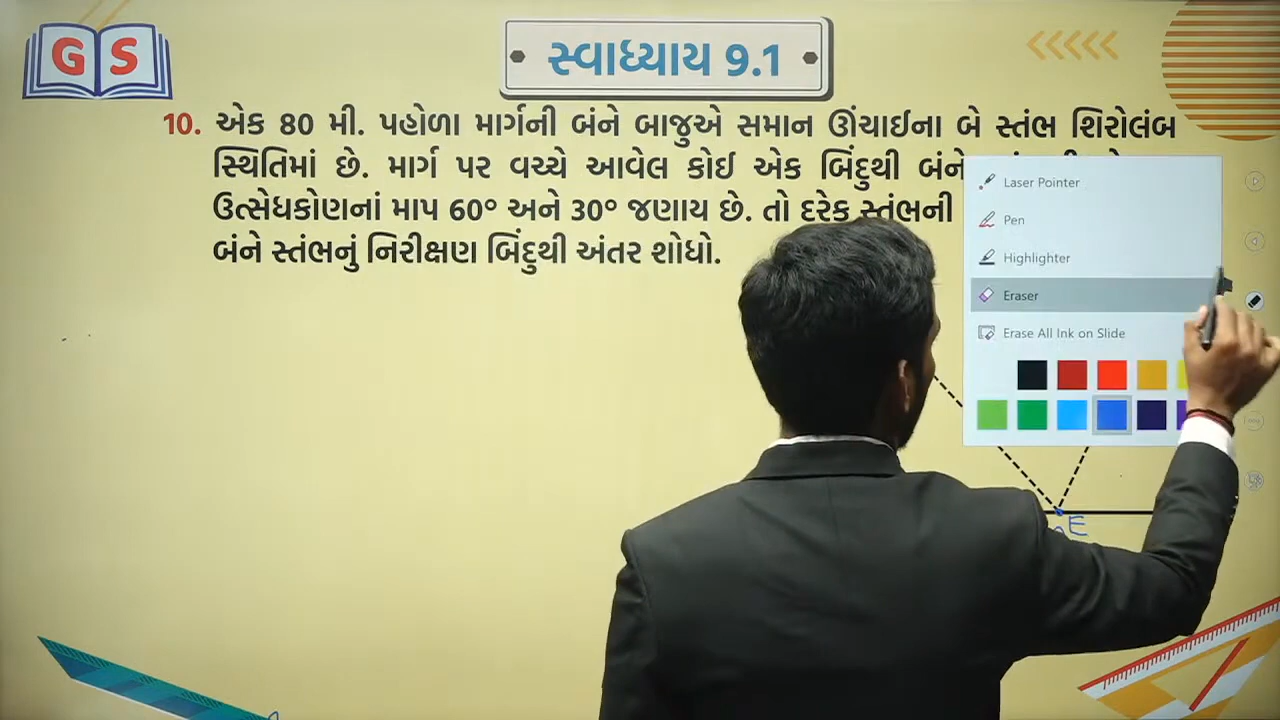 GS
સ્વાધ્યાય 9.1
10. એક 80 મી. પહોળા માર્ગની બંને બાજુએ સમાન ઊંચાઈના બે સ્તંભ શિરોલંબ
સ્થિતિમાં છે. માર્ગ પર વચ્ચે આવેલ કોઈ એક બિંદુથી બંને
ઉત્સેધકોણનાં માપ 60° અને 30° જણાય છે. તો દરેક સ્તંભની
બંને સ્તંભનું નિરીક્ષણ બિંદુથી અંતર શોધો.
Laser Pointer
Pen
Highlighter
Eraser
Erase All Ink on Slide
E